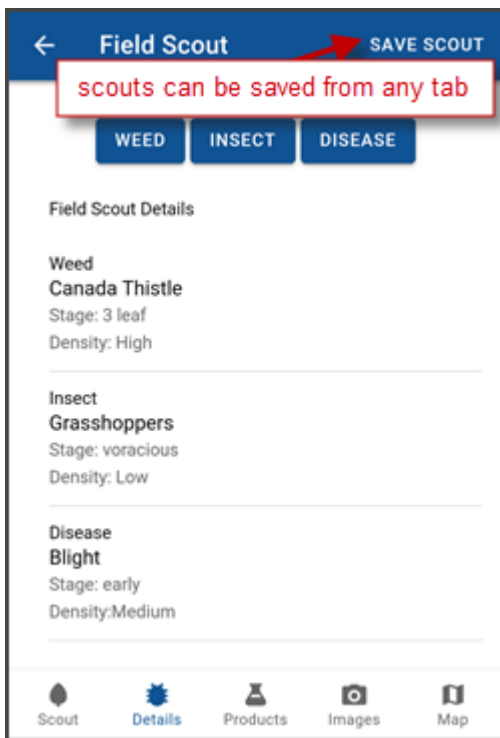 Field Scout SAVE SCOUT
scouts can be saved from any tab
WEED INSECT DISEASE
Field Scout Details
Weed
Canada Thistle
Stage: 3 leaf
Density: High
Insect
Grasshoppers
Stage: voracious
Density: Low
Disease
Blight
Stage: early
Density:Medium
Scout Details Products Images Map